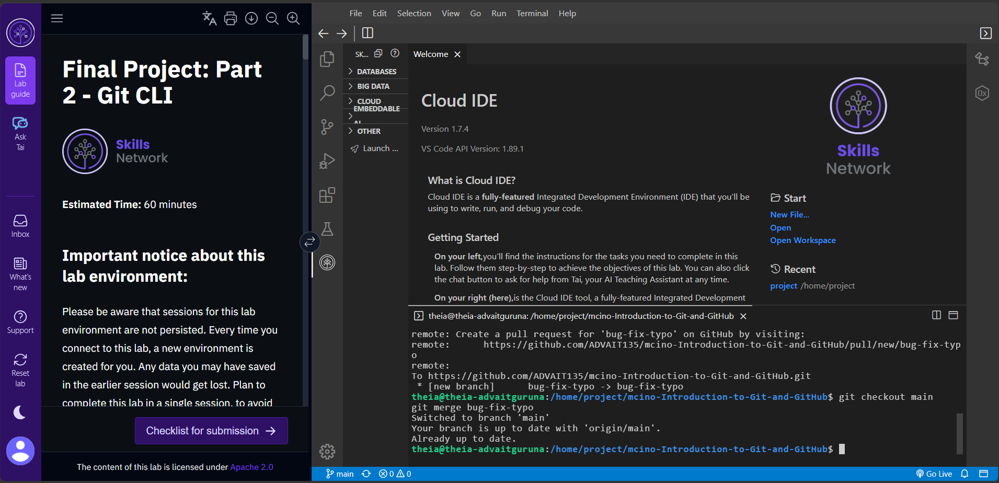 Lab
guide
Ask
Tai
Inbox
What's
new
Support
Reset
lab
Final Project: Part
2 - Git CLI
Skills
Network
Estimated Time: 60 minutes
Important notice about this
lab environment:
Please be aware that sessions for this lab
environment are not persisted. Every time you
connect to this lab, a new environment is
created for you. Any data you may have saved
in the earlier session would get lost. Plan to
complete this lab in a single session, to avoid
Checklist for submission
The content of this lab is licensed under Apache 2.0
File Edit Selection View Go Run Terminal Help
SK...
DATABASES
BIG DATA
CLOUD
EMBEDDABLE
AI
OTHER
Launch ...
Welcome
Cloud IDE
Version 1.7.4
VS Code API Version: 1.89.1
What is Cloud IDE?
Cloud IDE is a fully-featured Integrated Development Environment (IDE) that you'll be
using to write, run, and debug your code.
Getting Started
On your left,you'll find the instructions for the tasks you need to complete in this
lab. Follow them step-by-step to achieve the objectives of this lab. You can also click
the chat button to ask for help from Tai, your AI Teaching Assistant at any time.
On your right (here),is the Cloud IDE tool, a fully-featured Integrated Development
Skills
Network
Start
New File...
Open
Open Workspace
Recent
project /home/project
0x
theia@theia-advaitguruna: /home/project/mcino-Introduction-to-Git-and-GitHub
remote: Create a pull request for 'bug-fix-typo' on GitHub by visiting:
remote:      https://github.com/ADVAIT135/mcino-Introduction-to-Git-and-GitHub/pull/new/bug-fix-typ
o
remote:
To https://github.com/ADVAIT135/mcino-Introduction-to-Git-and-GitHub.git
* [new branch]      bug-fix-typo -> bug-fix-typo
theia@theia-advaitguruna:/home/project/mcino-Introduction-to-Git-and-GitHub$ git checkout main
git merge bug-fix-typo
Switched to branch 'main'
Your branch is up to date with 'origin/main'.
Already up to date.
theia@theia-advaitguruna:/home/project/mcino-Introduction-to-Git-and-GitHub$
main 0 0
Go Live